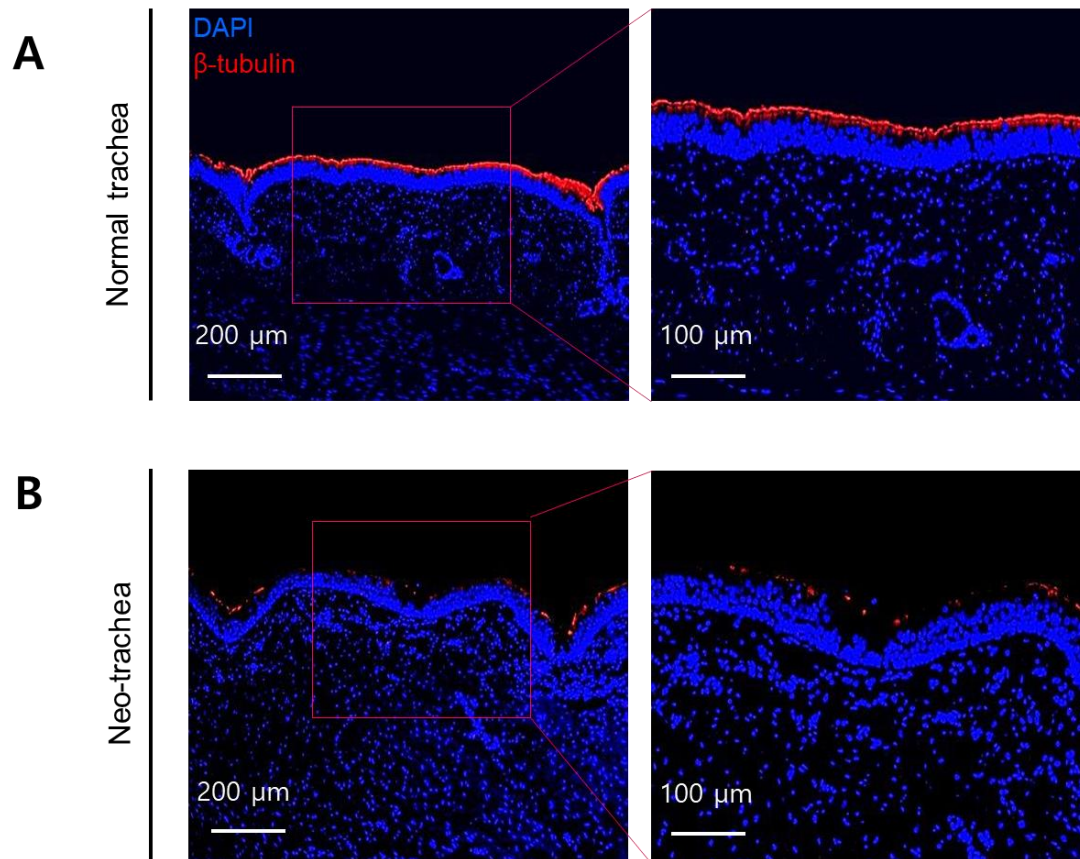 A
Normal trachea
DAPI
β-tubulin
200 μm
100 μm
B
Neo-trachea
200 μm
100 μm